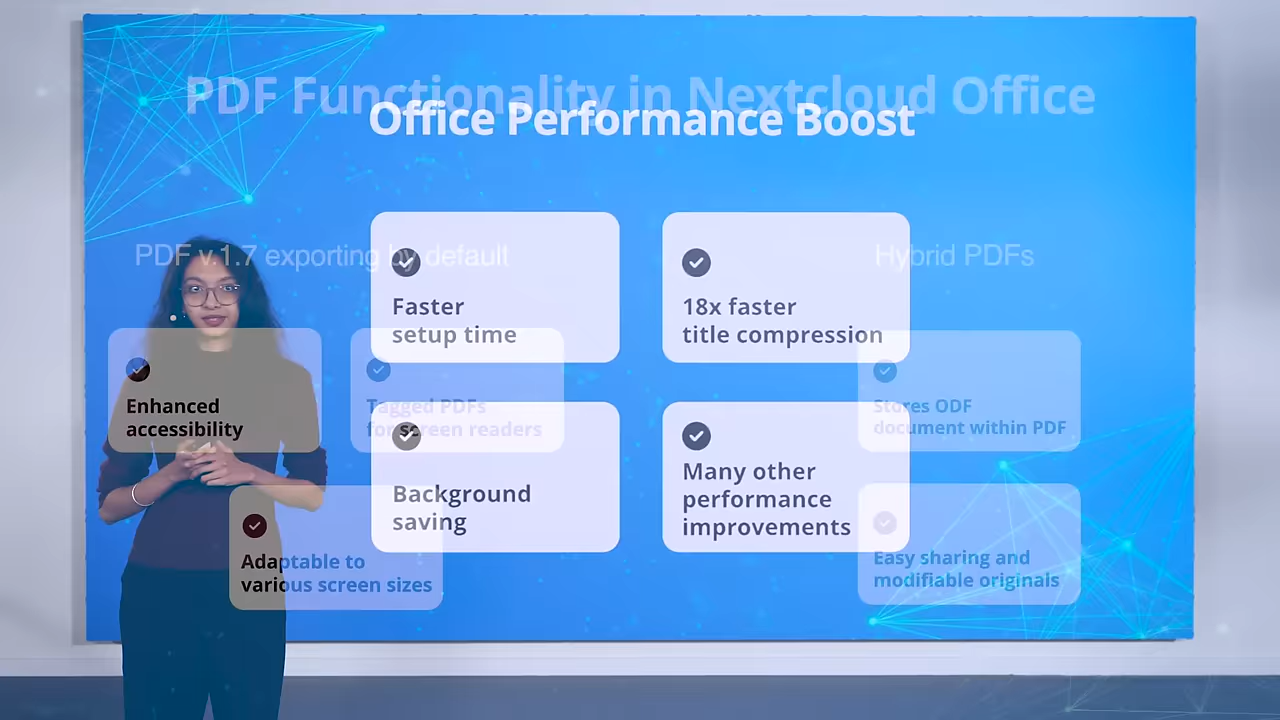 PDF Functionality in Nextcloud Office
Office Performance Boost
PDF v.1.7 exporting by default
Hybrid PDFs
Faster
setup time
18x faster
title compression
Enhanced
accessibility
Tagged PDFs
for screen readers
Stores ODF
document within PDF
Background
saving
Many other
performance
improvements
Adaptable to
various screen sizes
Easy sharing and
modifiable originals